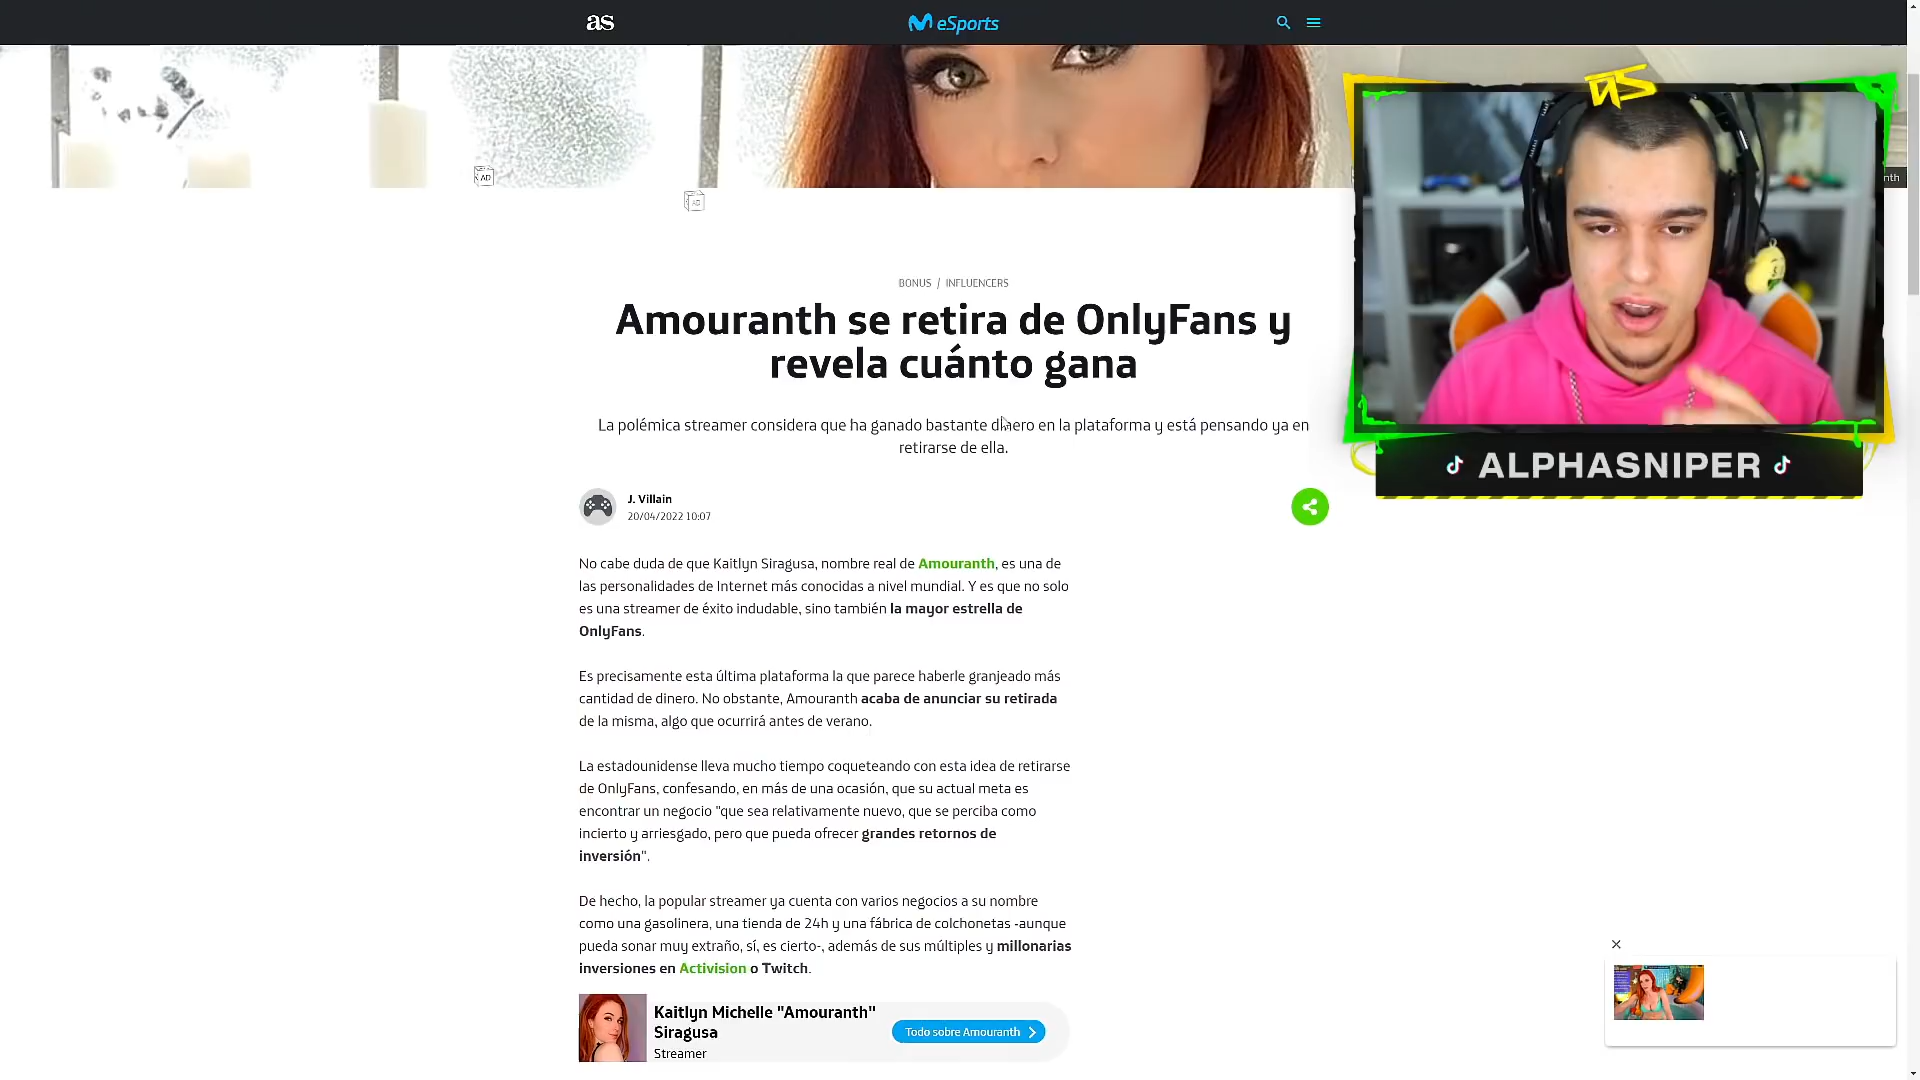 as
eSports
AD
AD
nth
BONUS / INFLUENCERS
Amouranth se retira de OnlyFans y
revela cuánto gana
La polémica streamer considera que ha ganado bastante dinero en la plataforma y está pensando ya en
retirarse de ella.
J. Villain
20/04/2022 10:07
ALPHASNIPER
No cabe duda de que Kaitlyn Siragusa, nombre real de Amouranth, es una de
las personalidades de Internet más conocidas a nivel mundial. Y es que no solo
es una streamer de éxito indudable, sino también la mayor estrella de
OnlyFans.
Es precisamente esta última plataforma la que parece haberle granjeado más
cantidad de dinero. No obstante, Amouranth acaba de anunciar su retirada
de la misma, algo que ocurrirá antes de verano.
La estadounidense lleva mucho tiempo coqueteando con esta idea de retirarse
de OnlyFans, confesando, en más de una ocasión, que su actual meta es
encontrar un negocio "que sea relativamente nuevo, que se perciba como
incierto y arriesgado, pero que pueda ofrecer grandes retornos de
inversión".
De hecho, la popular streamer ya cuenta con varios negocios a su nombre
como una gasolinera, una tienda de 24h y una fábrica de colchonetas -aunque
pueda sonar muy extraño, sí, es cierto-, además de sus múltiples y millonarias
inversiones en Activision o Twitch.
Kaitlyn Michelle "Amouranth"
Siragusa
Streamer
Todo sobre Amouranth